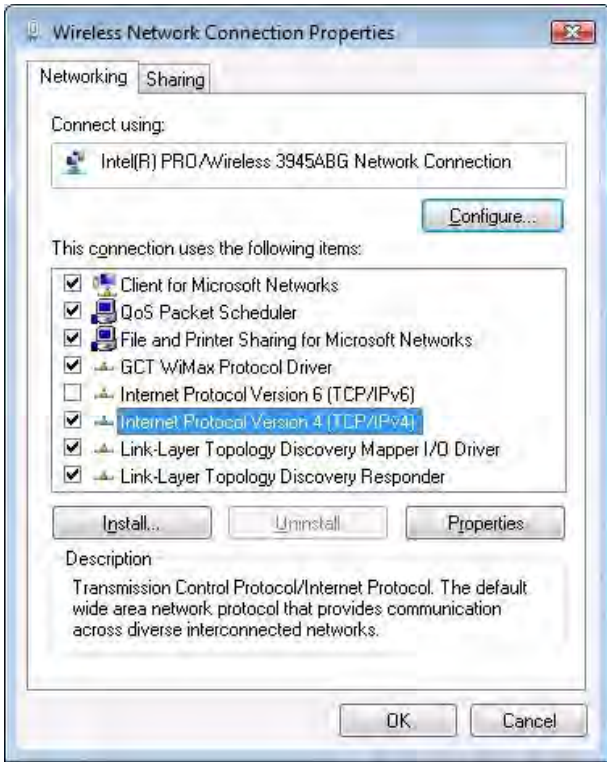 Wireless Network Connection Properties
Networking
Sharing
Connect using:
Intel(R) PRO/Wireless 3945ABG Network Connection
Configure...
This connection uses the following items:
Client for Microsoft Networks
QoS Packet Scheduler
File and Printer Sharing for Microsoft Networks
GCT WiMax Protocol Driver
Internet Protocol Version 6 (TCP/IPv6)
Internet Protocol Version 4 (TCP/IPv4)
Link-Layer Topology Discovery Mapper I/O Driver
Link-Layer Topology Discovery Responder
Install...
Uninstall
Properties
Description
Transmission Control Protocol/Internet Protocol. The default
wide area network protocol that provides communication
across diverse interconnected networks.
OK
Cancel